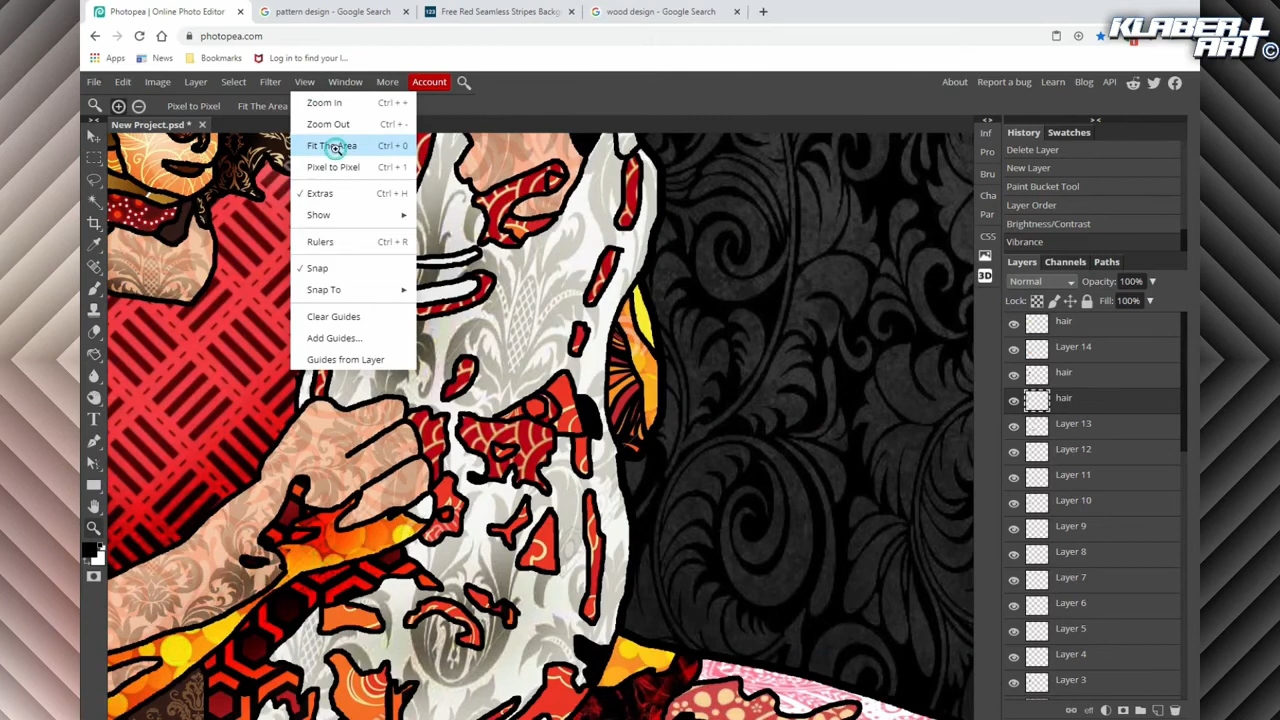 Photopea | Online Photo Editor
pattern design - Google Search
Free Red Seamless Stripes Backg
wood design - Google Search
KLABER+
ART ©
photopea.com
Apps
News
Bookmarks
Log in to find your l...
File Edit Image Layer Select Filter View Window More Account
About Report a bug Learn Blog API
Pixel to Pixel Fit The Area
New Project.psd *
Zoom In Ctrl + +
Zoom Out Ctrl + -
Fit The Area Ctrl + 0
Pixel to Pixel Ctrl + 1
Extras Ctrl + H
Show
Rulers Ctrl + R
Snap
Snap To
Clear Guides
Add Guides...
Guides from Layer
Inf
Pro
Bru
Cha
Par
CSS
3D
History Swatches
Delete Layer
New Layer
Paint Bucket Tool
Layer Order
Brightness/Contrast
Vibrance
Layers Channels Paths
Normal Opacity: 100%
Lock: Fill: 100%
hair
Layer 14
hair
hair
Layer 13
Layer 12
Layer 11
Layer 10
Layer 9
Layer 8
Layer 7
Layer 6
Layer 5
Layer 4
Layer 3
eff